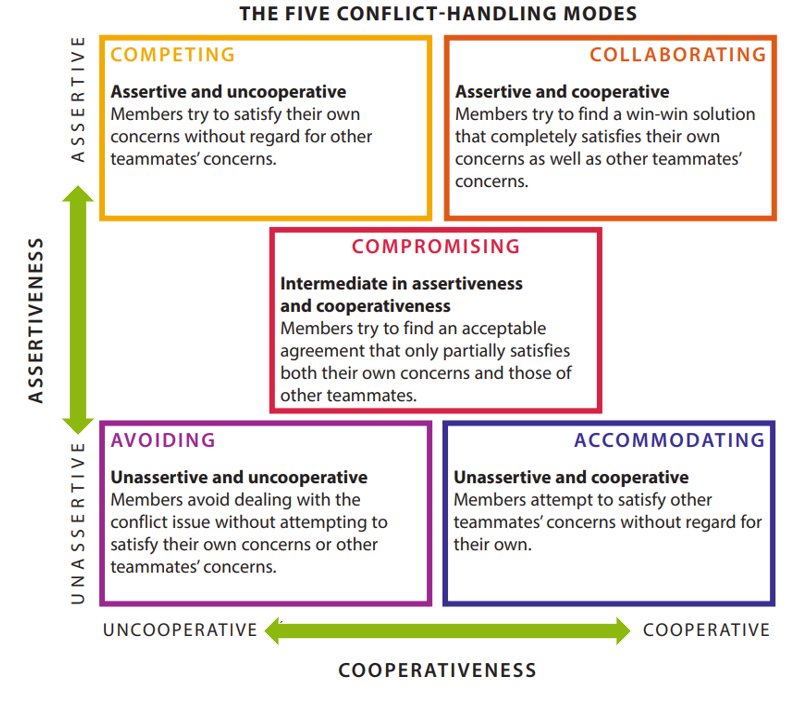 THE FIVE CONFLICT-HANDLING MODES
ASSERTIVE
COMPETING
Assertive and uncooperative
Members try to satisfy their own
concerns without regard for other
teammates’ concerns.
COLLABORATING
Assertive and cooperative
Members try to find a win-win solution
that completely satisfies their own
concerns as well as other teammates’
concerns.
ASSERTIVENESS
COMPROMISING
Intermediate in assertiveness
and cooperativeness
Members try to find an acceptable
agreement that only partially satisfies
both their own concerns and those of
other teammates.
UNASSERTIVE
AVOIDING
Unassertive and uncooperative
Members avoid dealing with the
conflict issue without attempting to
satisfy their own concerns or other
teammates’ concerns.
ACCOMMODATING
Unassertive and cooperative
Members attempt to satisfy other
teammates’ concerns without regard for
their own.
UNCOOPERATIVE
COOPERATIVE
COOPERATIVENESS